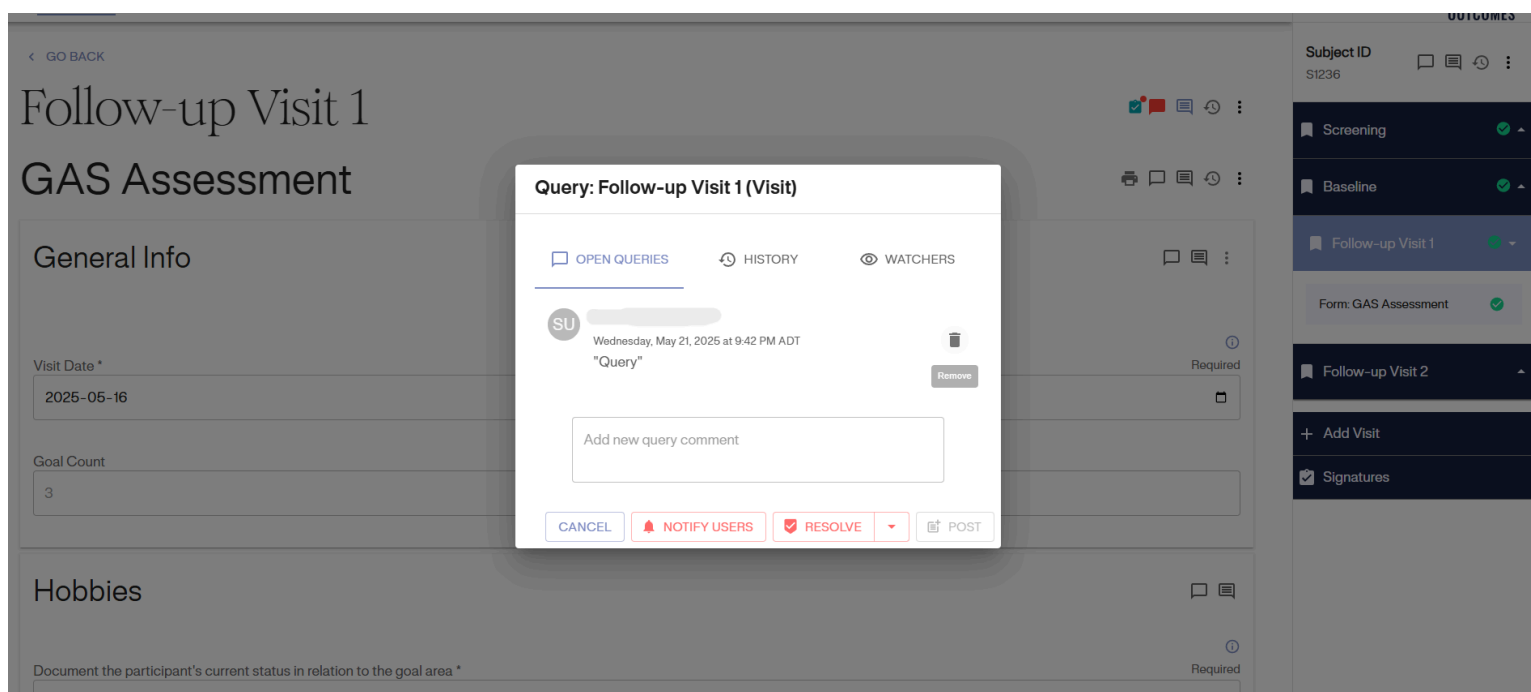 OUTCOMES
GO BACK
Follow-up Visit 1
GAS Assessment
General Info
Visit Date *
Required
2025-05-16
Goal Count
3
Hobbies
Document the participant's current status in relation to the goal area *
Required
Query: Follow-up Visit 1 (Visit)
OPEN QUERIES
HISTORY
WATCHERS
SU
Wednesday, May 21, 2025 at 9:42 PM ADT
"Query"
Remove
Add new query comment
CANCEL
NOTIFY USERS
RESOLVE
POST
Subject ID
S1236
Screening
Baseline
Follow-up Visit 1
Form: GAS Assessment
Follow-up Visit 2
Add Visit
Signatures